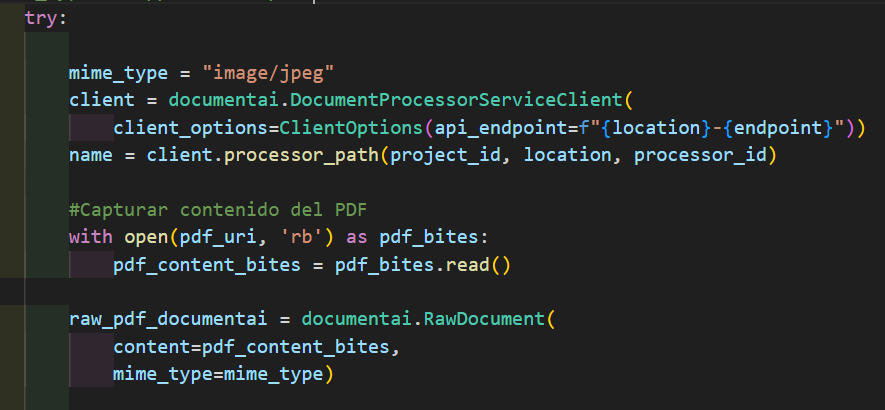 try:
mime_type = "image/jpeg"
client = documentai.DocumentProcessorServiceClient(
client_options=ClientOptions(api_endpoint=f"{location}-{endpoint}"))
name = client.processor_path(project_id, location, processor_id)
#Capturar contenido del PDF
with open(pdf_uri, 'rb') as pdf_bites:
pdf_content_bites = pdf_bites.read()
raw_pdf_documentai = documentai.RawDocument(
content=pdf_content_bites,
mime_type=mime_type)